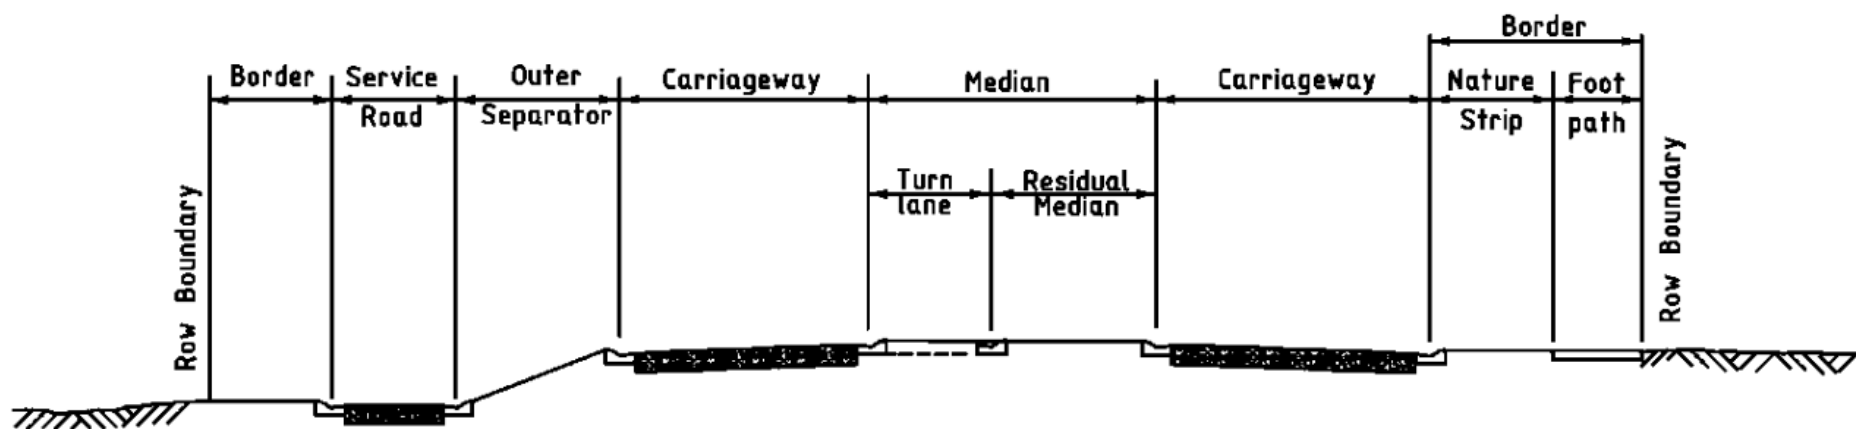 Border
Border
Service
Road
Outer
Separator
Carriageway
Median
Carriageway
Nature
Strip
Foot
path
Turn
lane
Residual
Median
Row Boundary
Row Boundary